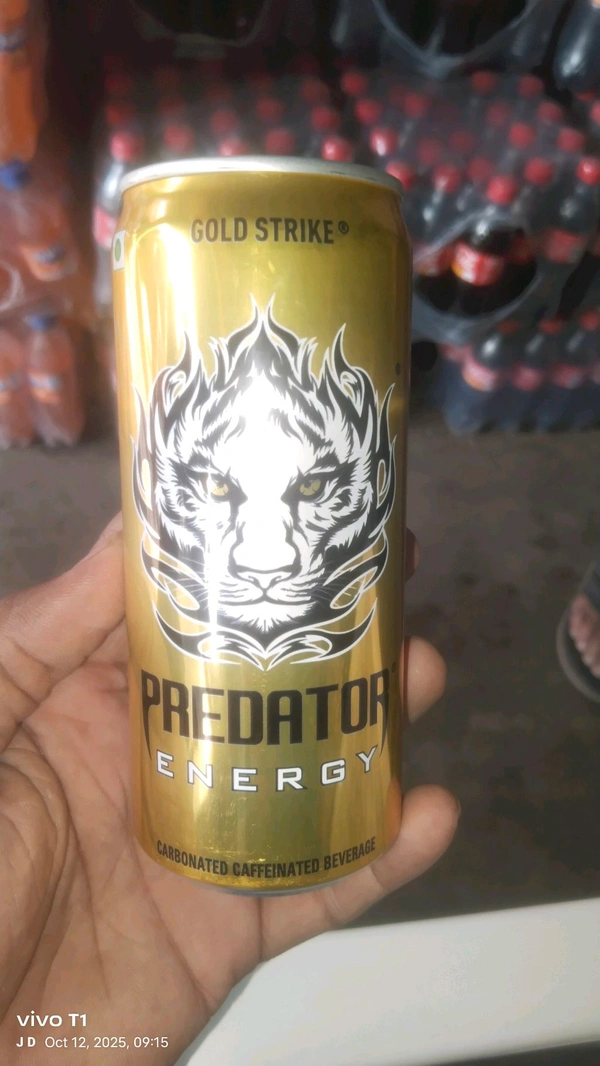 GOLD STRIKE®
PREDATOR
ENERGY
CARBONATED CAFFEINATED BEVERAGE
vivo T1
JD Oct 12, 2025, 09:15